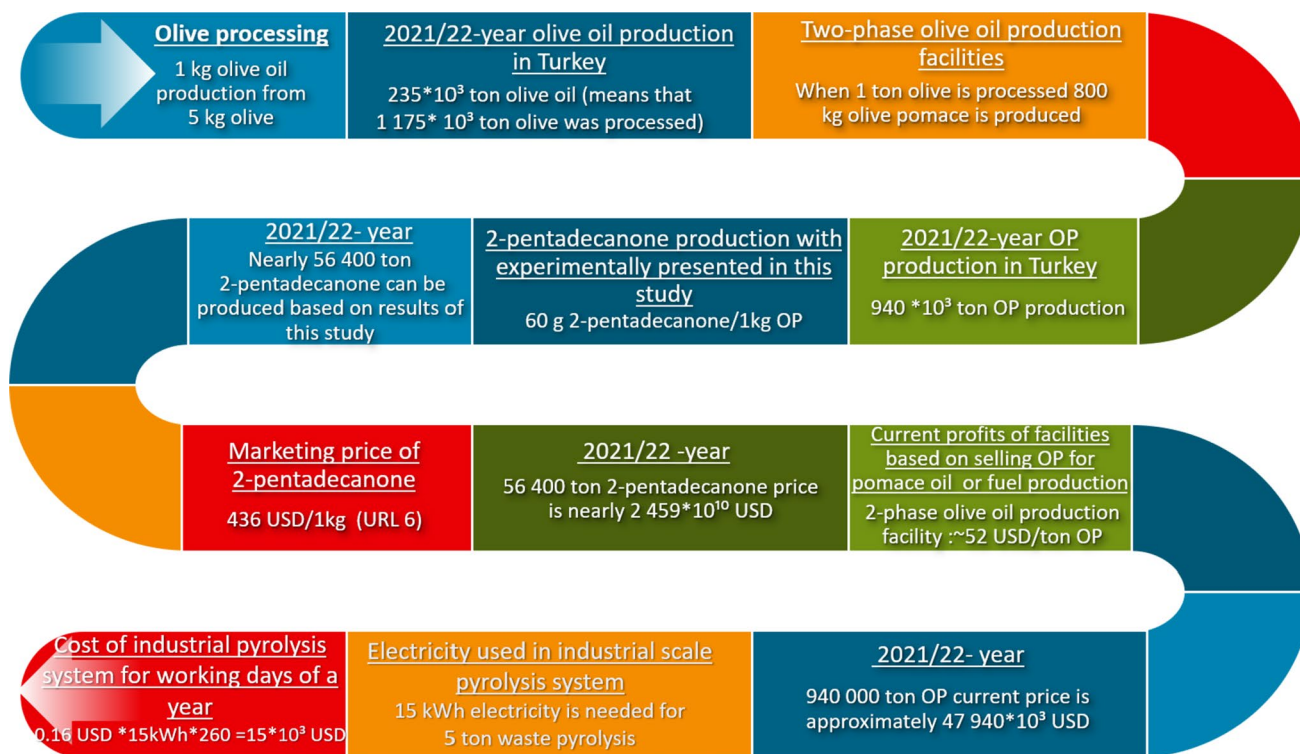 Olive processing
1 kg olive oil
production from
5 kg olive
2021/22-year olive oil production
in Turkey
235*10³ ton olive oil (means that
1 175* 10³ ton olive was processed)
Two-phase olive oil production
facilities
When 1 ton olive is processed 800
kg olive pomace is produced
2021/22- year
Nearly 56 400 ton
2-pentadecanone can be
produced based on results of
this study
2-pentadecanone production with
experimentally presented in this
study
60 g 2-pentadecanone/1kg OP
2021/22-year OP
production in Turkey
940 *10³ ton OP production
Marketing price of
2-pentadecanone
436 USD/1kg (URL 6)
2021/22 -year
56 400 ton 2-pentadecanone price
is nearly 2 459*10¹⁰ USD
Current profits of facilities
based on selling OP for
pomace oil or fuel production
2-phase olive oil production
facility :~52 USD/ton OP
Cost of industrial pyrolysis
system for working days of a
year
0.16 USD *15kWh*260 =15*10³ USD
Electricity used in industrial scale
pyrolysis system
15 kWh electricity is needed for
5 ton waste pyrolysis
2021/22- year
940 000 ton OP current price is
approximately 47 940*10³ USD